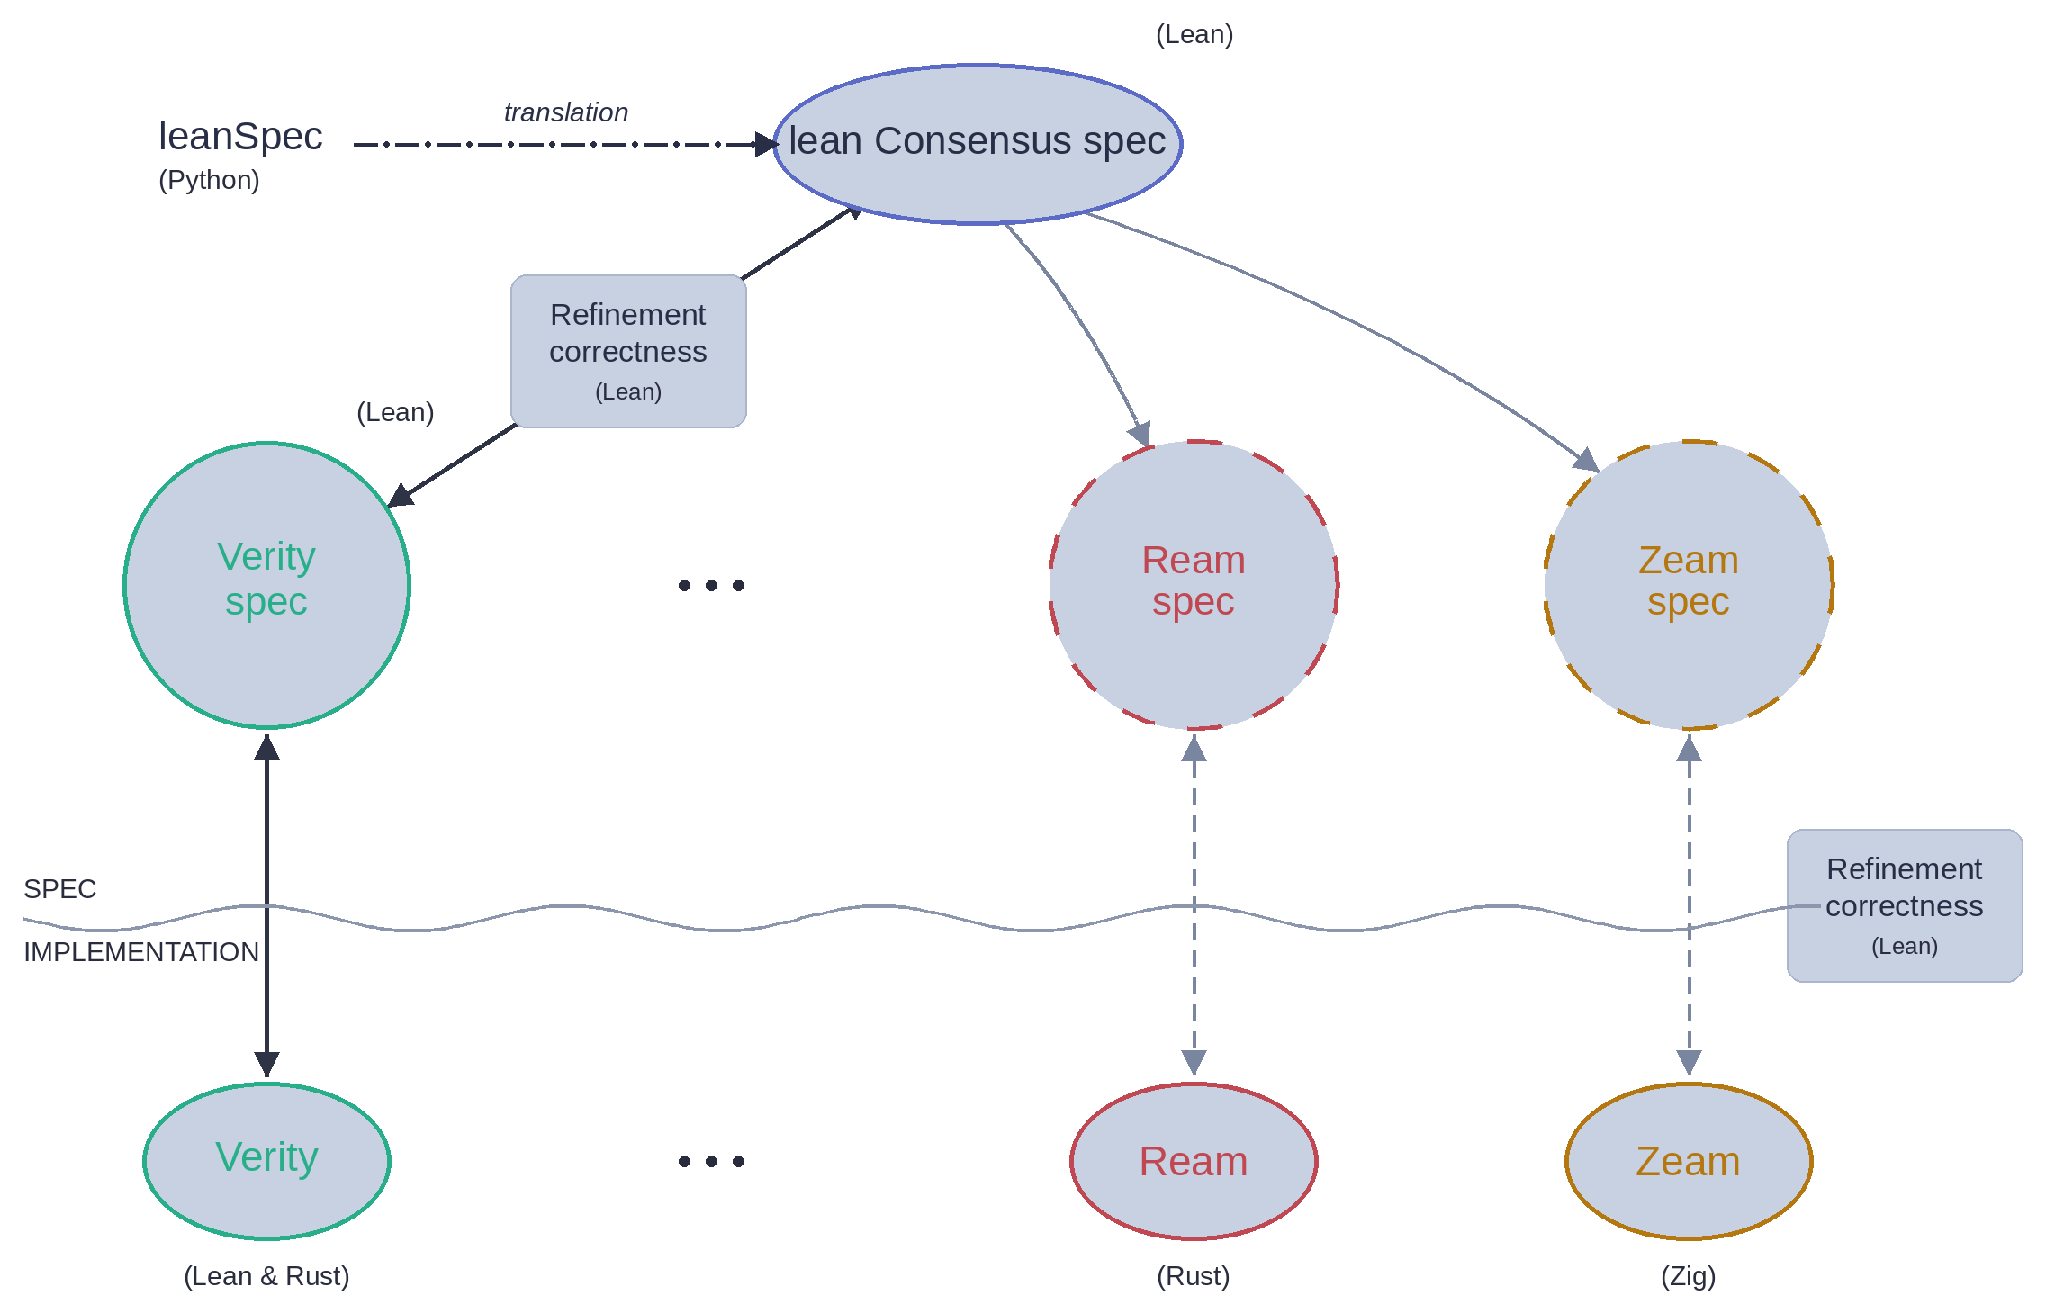 (Lean)
translation
leanSpec
(Python)
lean Consensus spec
Refinement
correctness
(Lean)
(Lean)
Verity
spec
Ream
spec
Zeam
spec
SPEC
IMPLEMENTATION
Refinement
correctness
(Lean)
Verity
Ream
Zeam
(Lean & Rust)
(Rust)
(Zig)